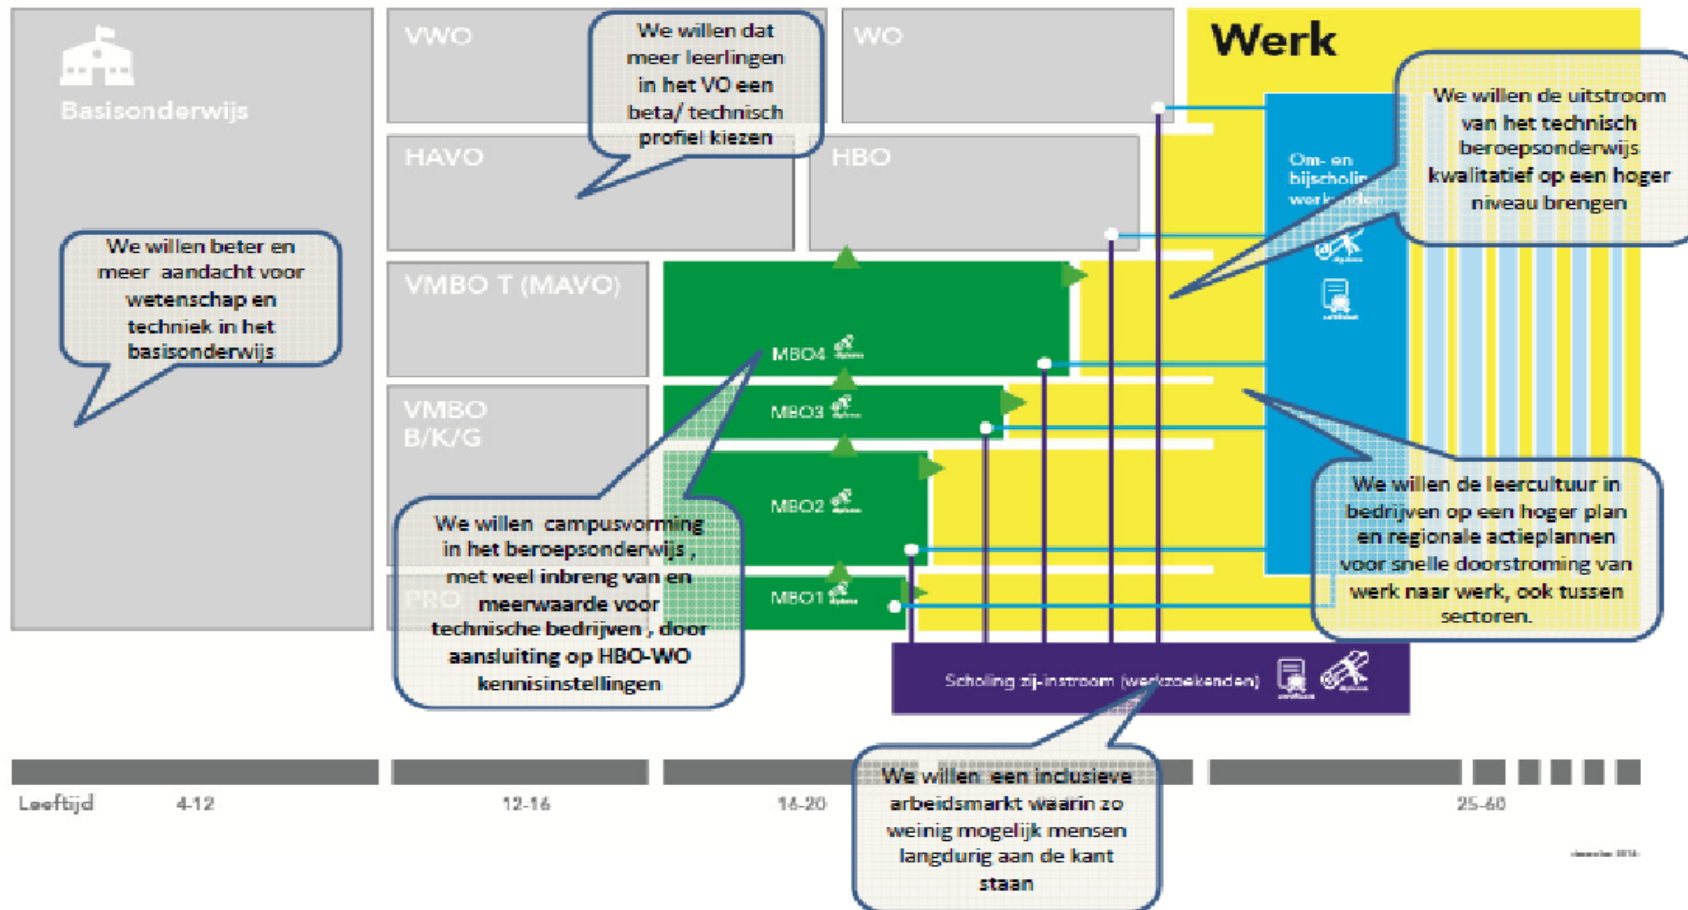 VWO
WO
Werk
Basisonderwijs
We willen dat
meer leerlingen
in het VO een
beta/ technisch
profiel kiezen
We willen de uitstroom
van het technisch
beroepsonderwijs
kwalitatief op een hoger
niveau brengen
HAVO
HBO
Om- en
bijscholin
werkenden
We willen beter en
meer aandacht voor
wetenschap en
techniek in het
basisonderwijs
VMBO T (MAVO)
MBO4
VMBO
B/K/G
MBO3
MBO2
PRO
MBO1
We willen campusvorming
in het beroepsonderwijs ,
met veel inbreng van en
meerwaarde voor
technische bedrijven , door
aansluiting op HBO-WO
kennisinstellingen
We willen de leercultuur in
bedrijven op een hoger plan
en regionale actieplannen
voor snelle doorstroming van
werk naar werk, ook tussen
sectoren.
Scholing zij-instroom (werkzoekenden)
We willen een inclusieve
arbeidsmarkt waarin zo
weinig mogelijk mensen
langdurig aan de kant
staan
Leeftijd 4-12 12-16 16-20 25-60